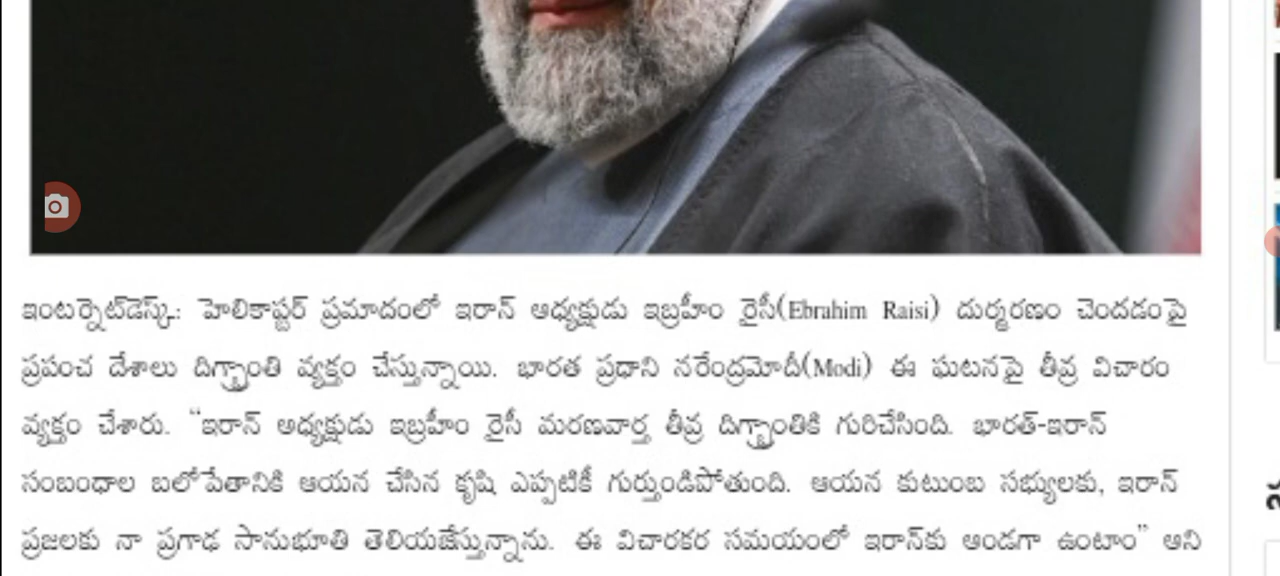 ఇంటర్నెట్‌డెస్క్: హెలికాప్టర్ ప్రమాదంలో ఇరాన్ అధ్యక్షుడు ఇబ్రహీం రైసీ(Ebrahim Raisi) దుర్మరణం చెందడంపై
ప్రపంచ దేశాలు దిగ్భ్రాంతి వ్యక్తం చేస్తున్నాయి. భారత ప్రధాని నరేంద్రమోదీ(Modi) ఈ ఘటనపై తీవ్ర విచారం
వ్యక్తం చేశారు. “ఇరాన్ అధ్యక్షుడు ఇబ్రహీం రైసీ మరణవార్త తీవ్ర దిగ్భ్రాంతికి గురిచేసింది. భారత్-ఇరాన్
సంబంధాల బలోపేతానికి ఆయన చేసిన కృషి ఎప్పటికీ గుర్తుండిపోతుంది. ఆయన కుటుంబ సభ్యులకు, ఇరాన్
ప్రజలకు నా ప్రగాఢ సానుభూతి తెలియజేస్తున్నాను. ఈ విచారకర సమయంలో ఇరాన్‌కు అండగా ఉంటాం” అని